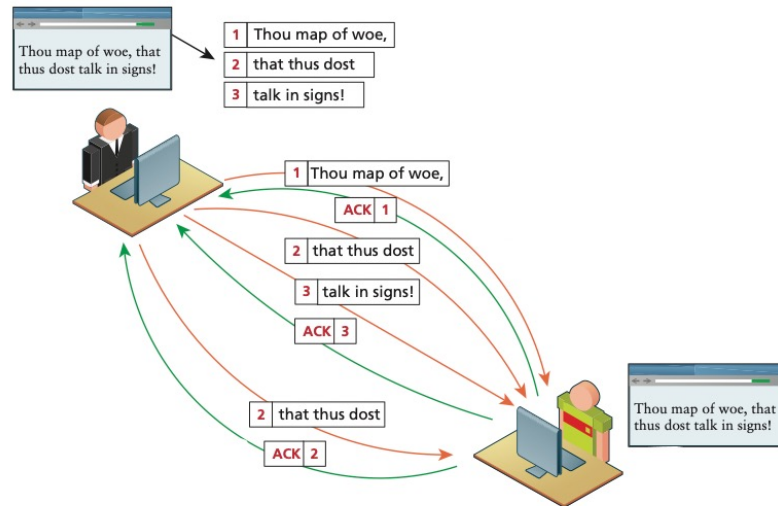 Thou map of woe, that
thus dost talk in signs!
1 Thou map of woe,
2 that thus dost
3 talk in signs!
1 Thou map of woe,
ACK 1
2 that thus dost
3 talk in signs!
ACK 3
2 that thus dost
ACK 2
Thou map of woe, that
thus dost talk in signs!